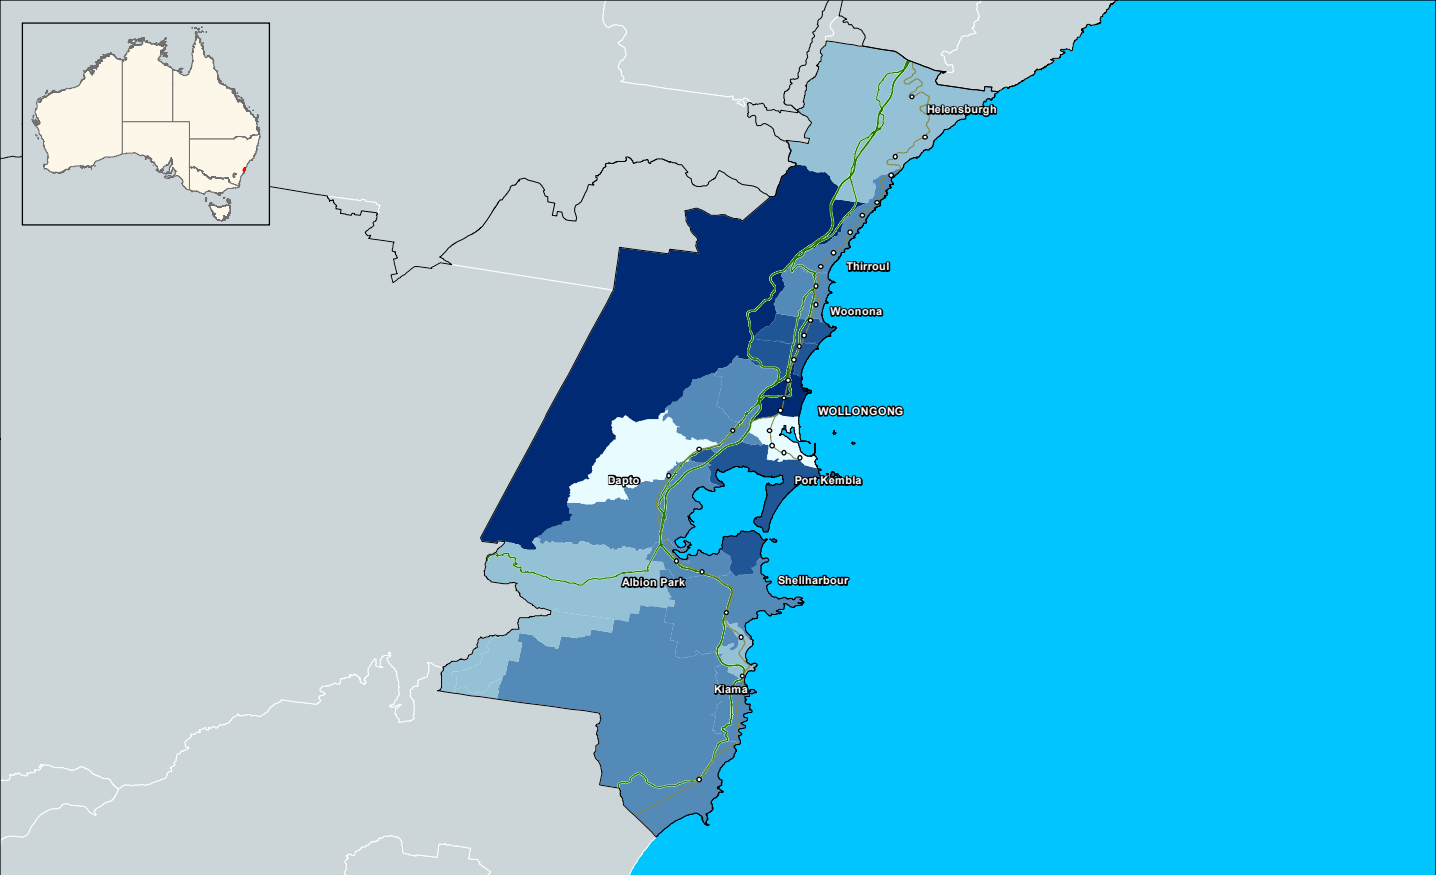 Helensburgh
Thirroul
Woonona
WOLLONGONG
Dapto
Port Kembla
Albion Park
Shellharbour
Kiama